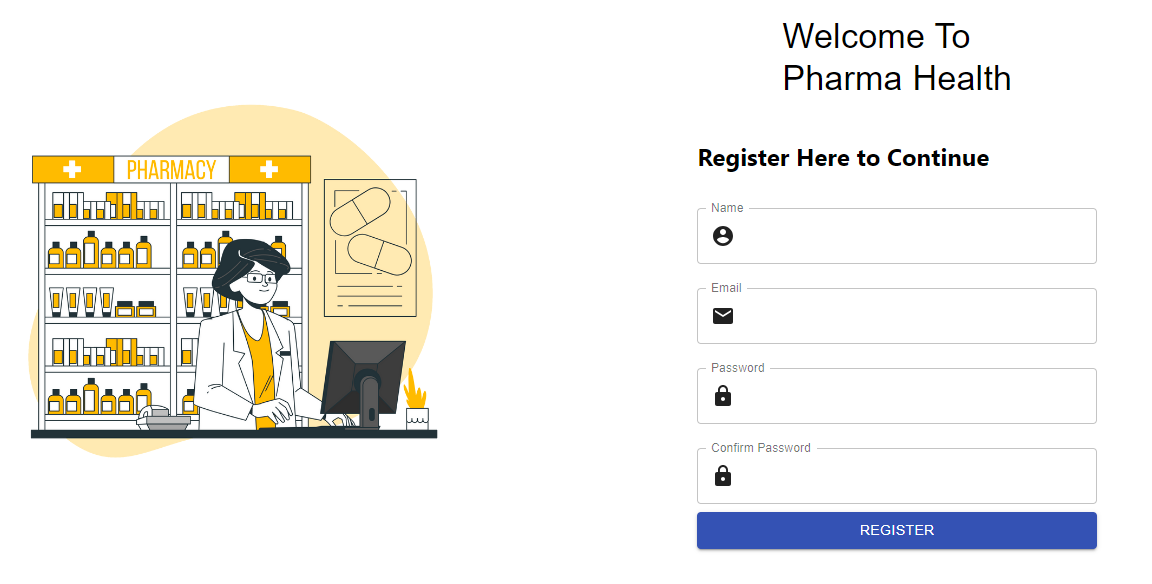 Welcome To
Pharma Health
PHARMACY
Register Here to Continue
Name
Email
Password
Confirm Password
REGISTER